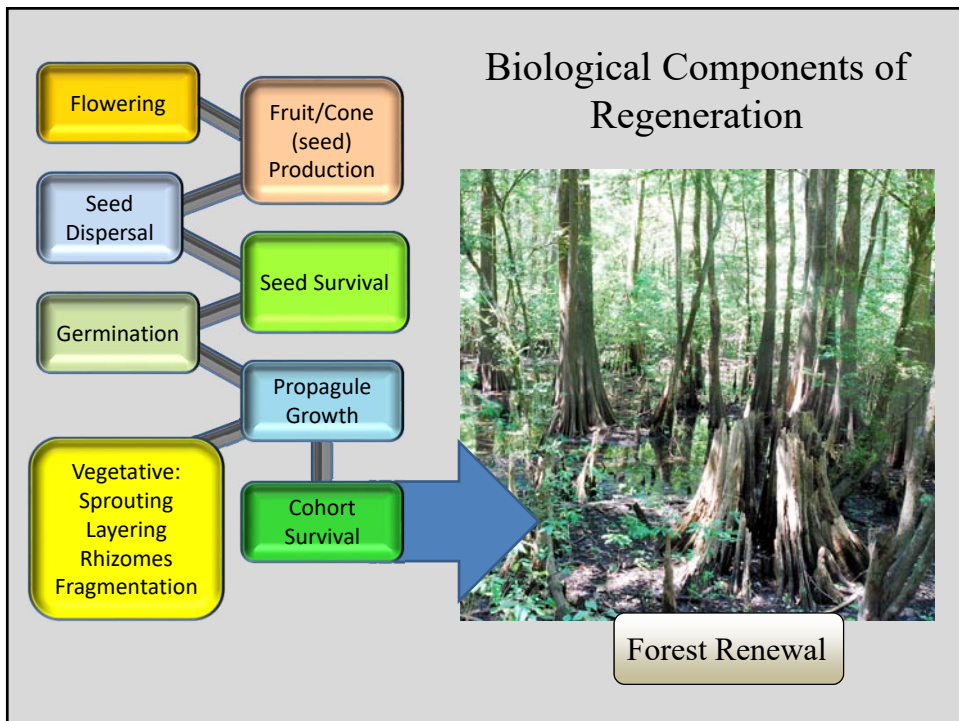 Biological Components of
Regeneration
Flowering
Fruit/Cone
(seed)
Production
Seed
Dispersal
Seed Survival
Germination
Propagule
Growth
Vegetative:
Sprouting
Layering
Rhizomes
Fragmentation
Cohort
Survival
Forest Renewal